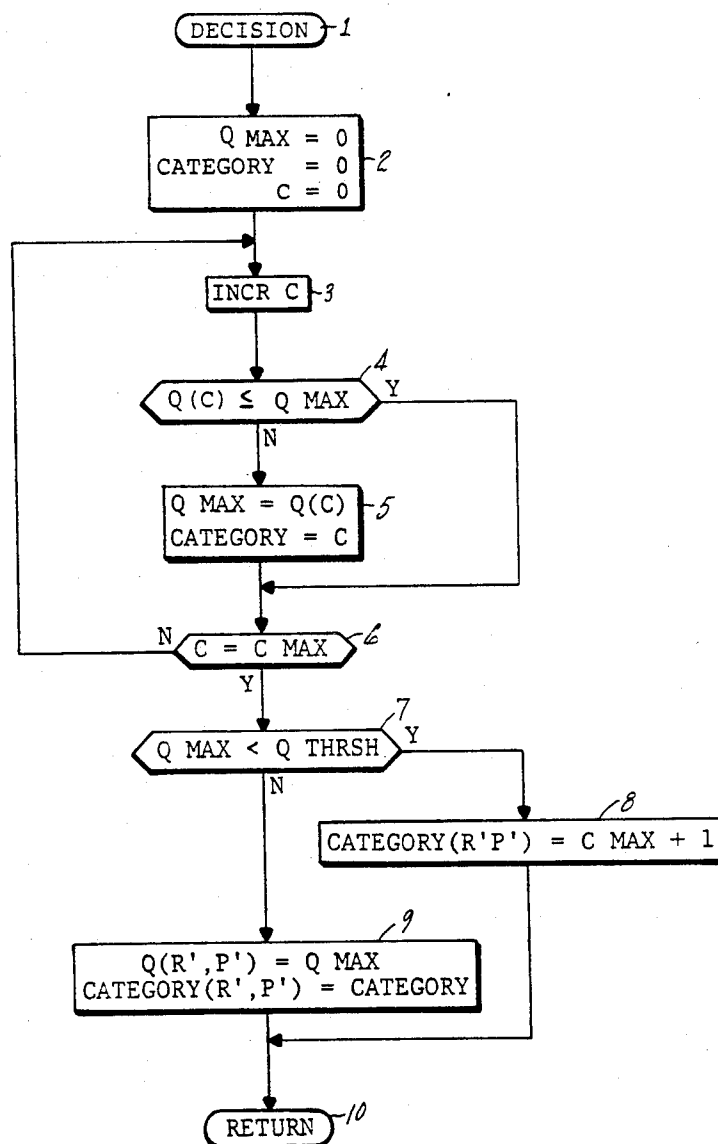 DECISION 1
Q MAX = 0
CATEGORY = 0
C = 0
2
INCR C 3
4
Q(C) ≤ Q MAX Y
N
Q MAX = Q(C)
CATEGORY = C
5
N C = C MAX 6
Y
7
Q MAX < Q THRSH Y
N
8
CATEGORY(R'P') = C MAX + 1
9
Q(R',P') = Q MAX
CATEGORY(R',P') = CATEGORY
RETURN 10